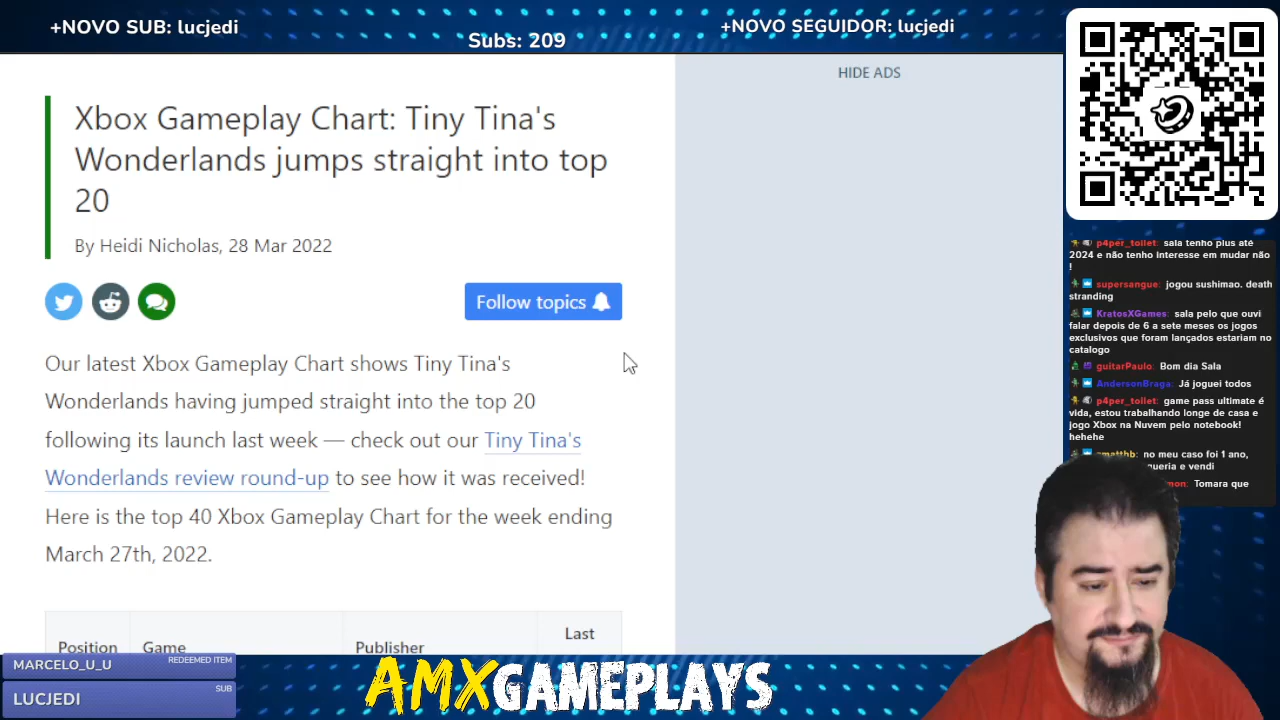 +NOVO SUB: lucjedi
Subs: 209
+NOVO SEGUIDOR: lucjedi
HIDE ADS
Xbox Gameplay Chart: Tiny Tina's
Wonderlands jumps straight into top
20
By Heidi Nicholas, 28 Mar 2022
Follow topics
Our latest Xbox Gameplay Chart shows Tiny Tina's
Wonderlands having jumped straight into the top 20
following its launch last week — check out our Tiny Tina's
Wonderlands review round-up to see how it was received!
Here is the top 40 Xbox Gameplay Chart for the week ending
March 27th, 2022.
Position Game Publisher Last
p4per_toilet: sala tenho plus até
2024 e não tenho interesse em mudar não
!
supersangue: jogou sushimao. death
stranding
KratosXGames: sala pelo que ouvi
falar depois de 6 a sete meses os jogos
exclusivos que foram lançados estariam no
catalogo
guitarPaulo: Bom dia Sala
AndersonBraga: Já joguei todos
p4per_toilet: game pass ultimate é
vida, estou trabalhando longe de casa e
jogo Xbox na Nuvem pelo notebook!
hehehe
no meu caso foi 1 ano,
queria e vendi
mon: Tomara que
MARCELO_U_U REDEEMED ITEM
LUCJEDI SUB
AMXGAMEPLAYS